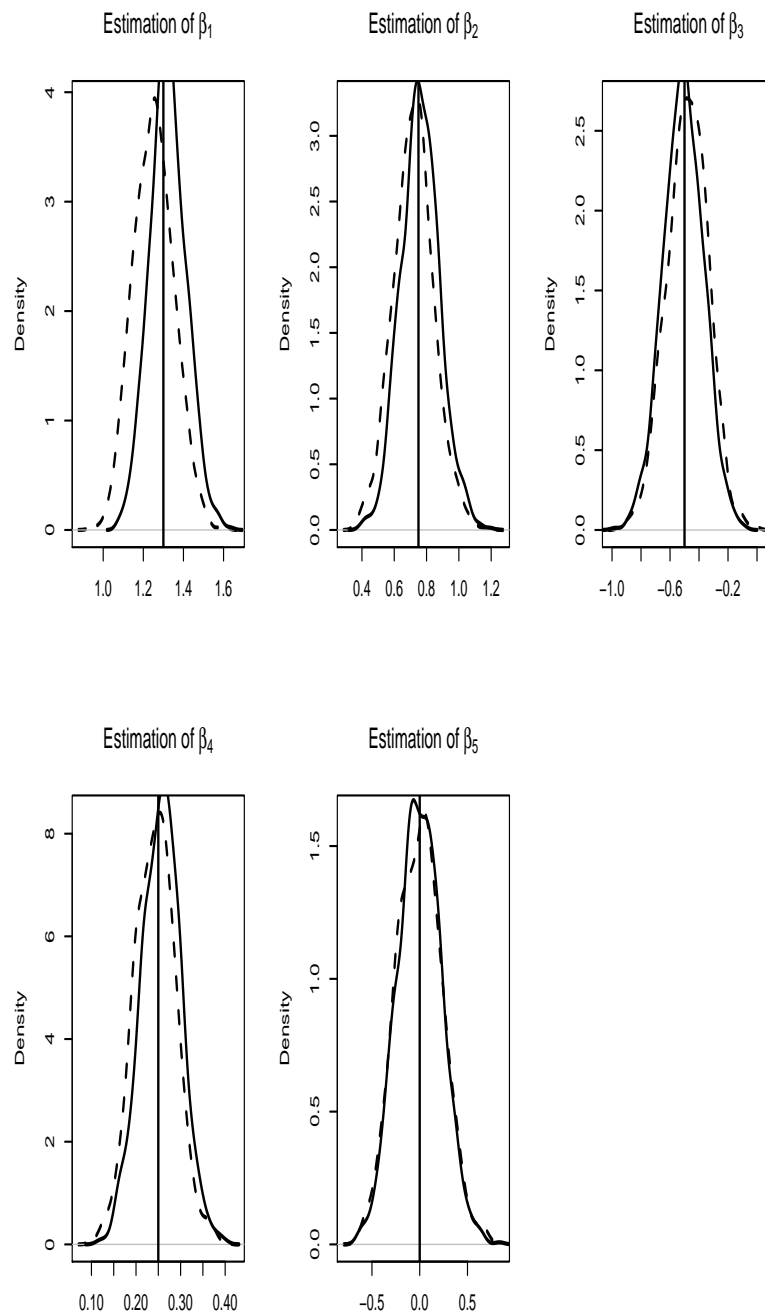 Estimation of β1
Density
0 1 2 3 4
1.0 1.2 1.4 1.6
Estimation of β2
Density
0.0 0.5 1.0 1.5 2.0 2.5 3.0
0.4 0.6 0.8 1.0 1.2
Estimation of β3
Density
0.0 0.5 1.0 1.5 2.0 2.5
−1.0 −0.6 −0.2
Estimation of β4
Density
0 2 4 6 8
0.10 0.20 0.30 0.40
Estimation of β5
Density
0.0 0.5 1.0 1.5
−0.5 0.0 0.5